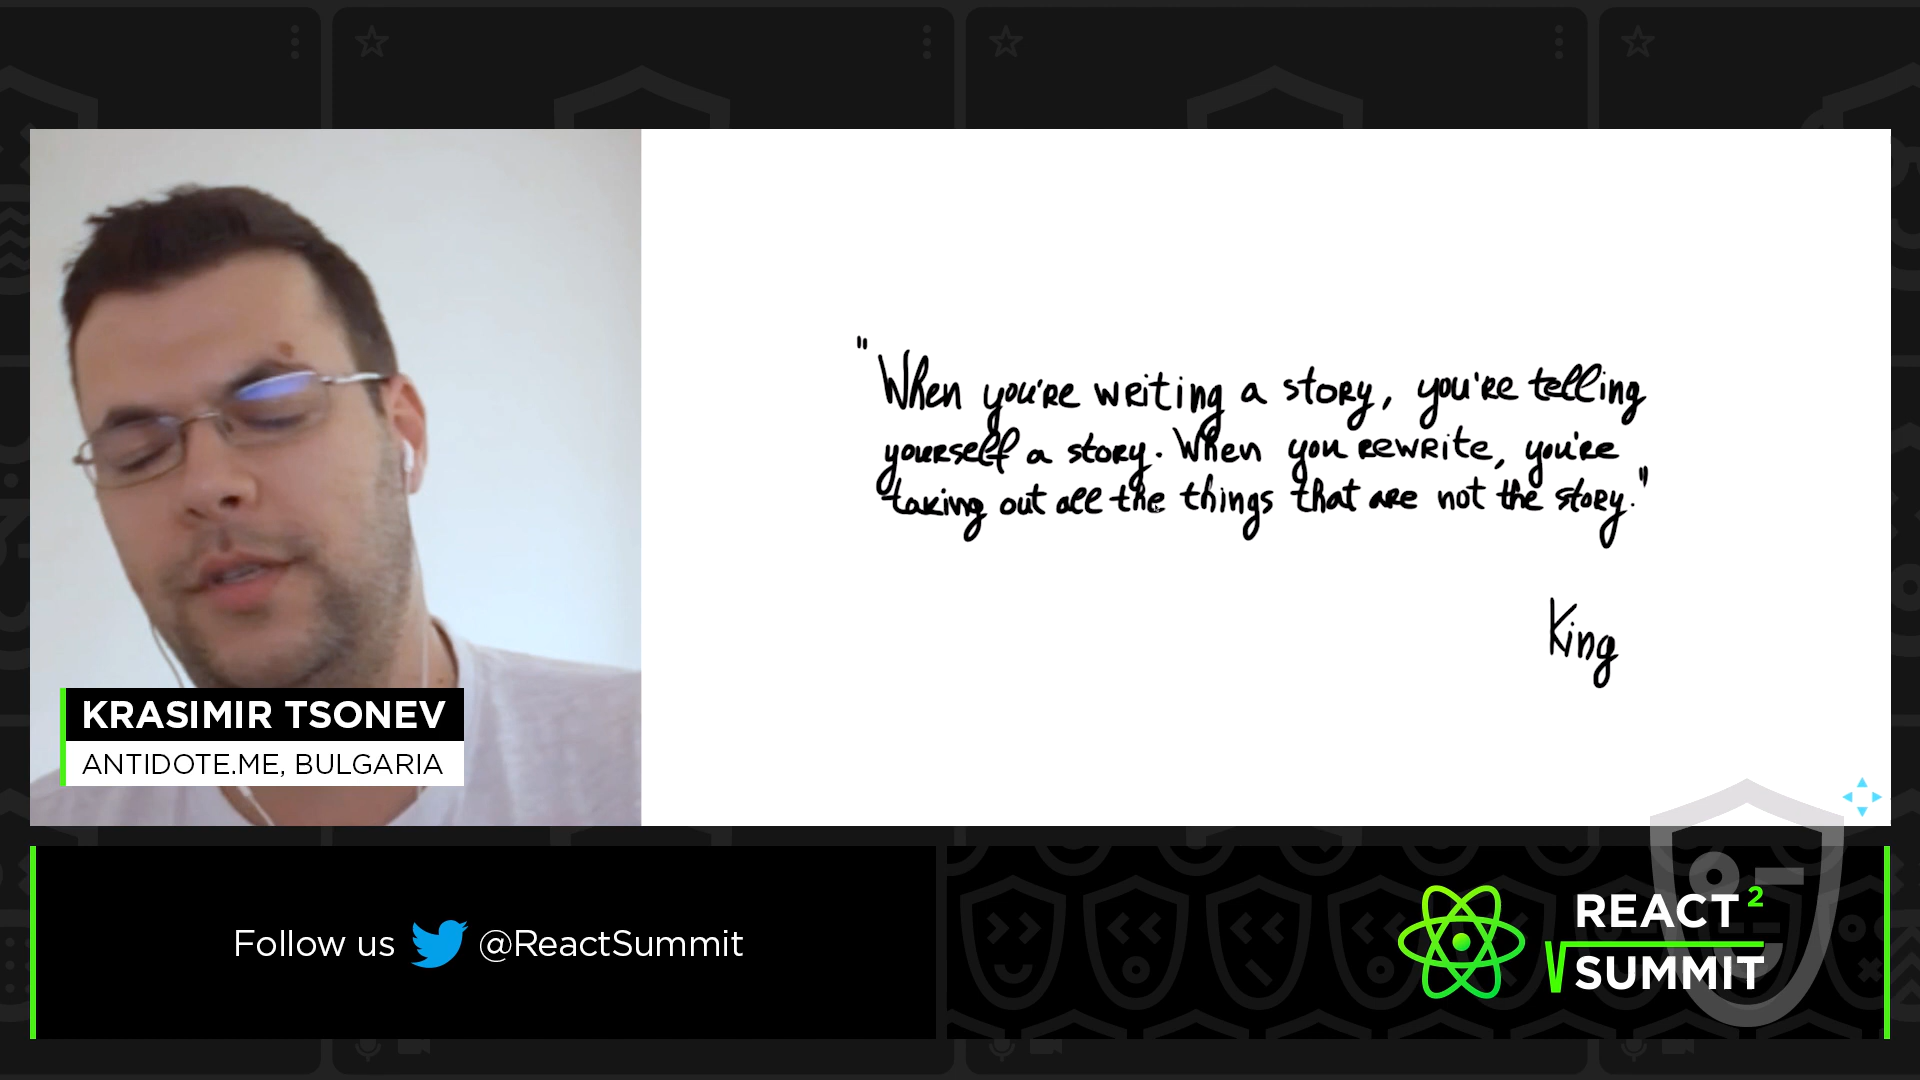 "When you're writing a story, you're telling
yourself a story. When you rewrite, you're
taking out all the things that are not the story."
King
KRASIMIR TSONEV
ANTIDOTE.ME, BULGARIA
Follow us @ReactSummit
REACT 2
SUMMIT